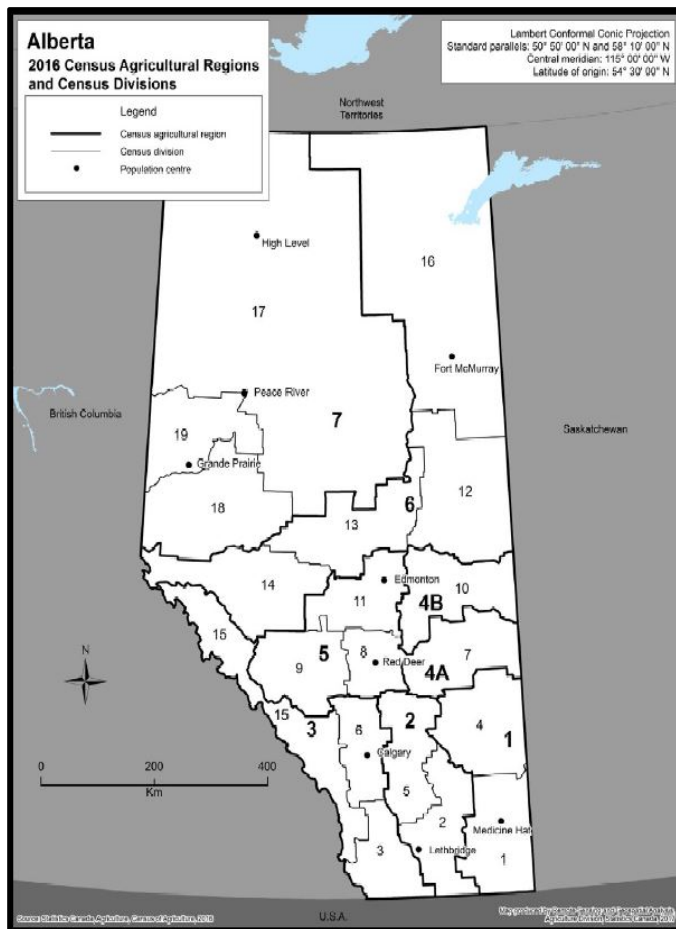 Alberta
2016 Census Agricultural Regions
and Census Divisions
Legend
Census agricultural region
Census division
Population centre
Lambert Conformal Conic Projection
Standard parallels: 50° 50' 00" N and 58° 10' 00" N
Central meridian: 115° 00' 00" W
Latitude of origin: 54° 30' 00" N
Northwest
Territories
High Level
16
17
Fort McMurray
Peace River
British Columbia
7
Saskatchewan
19
Grande Prairie
12
6
18
13
14
Edmonton
10
11
4B
15
N
5
8
7
9
Red Deer
4A
15
3
6
2
4
1
Calgary
0
200
400
Km
5
2
Medicine Hat
3
Lethbridge
1
U.S.A.
Source: Statistics Canada, Agriculture, Census of Agriculture, 2016
Agriculture Division, Statistics Canada, 2017